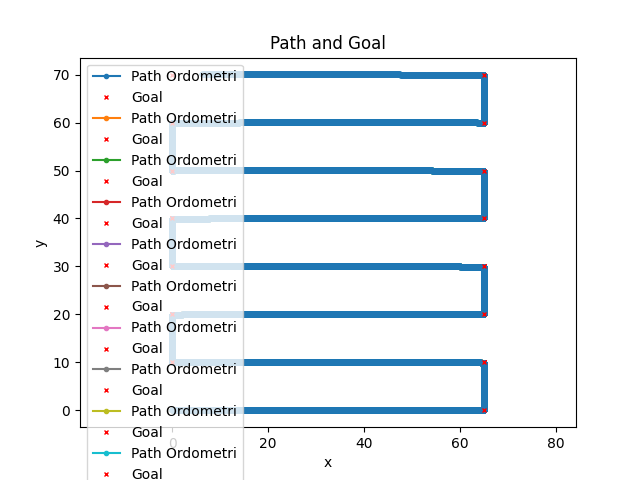 Path and Goal
70
60
50
40
30
20
10
0
y
Path Ordometri
Goal
Path Ordometri
Goal
Path Ordometri
Goal
Path Ordometri
Goal
Path Ordometri
Goal
Path Ordometri
Goal
Path Ordometri
Goal
Path Ordometri
Goal
Path Ordometri
Goal
Path Ordometri
Goal
0 20 40 60 80
x